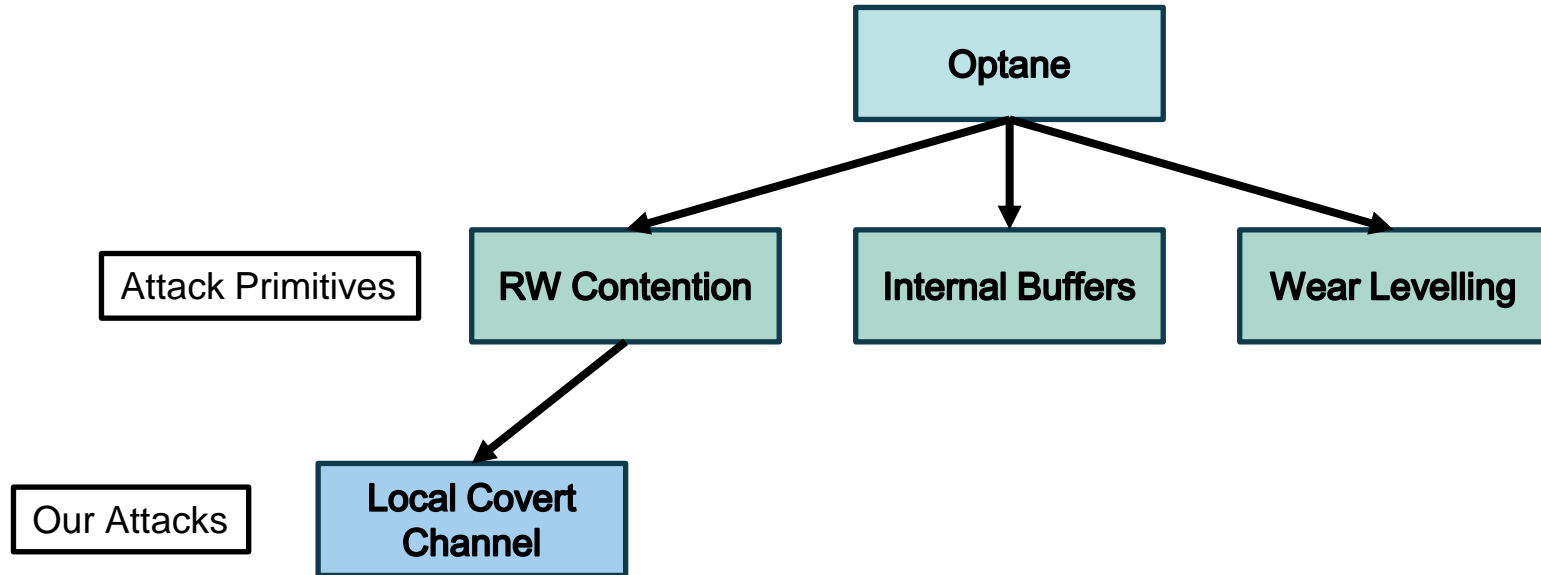 Optane
Attack Primitives
RW Contention
Internal Buffers
Wear Levelling
Our Attacks
Local Covert
Channel